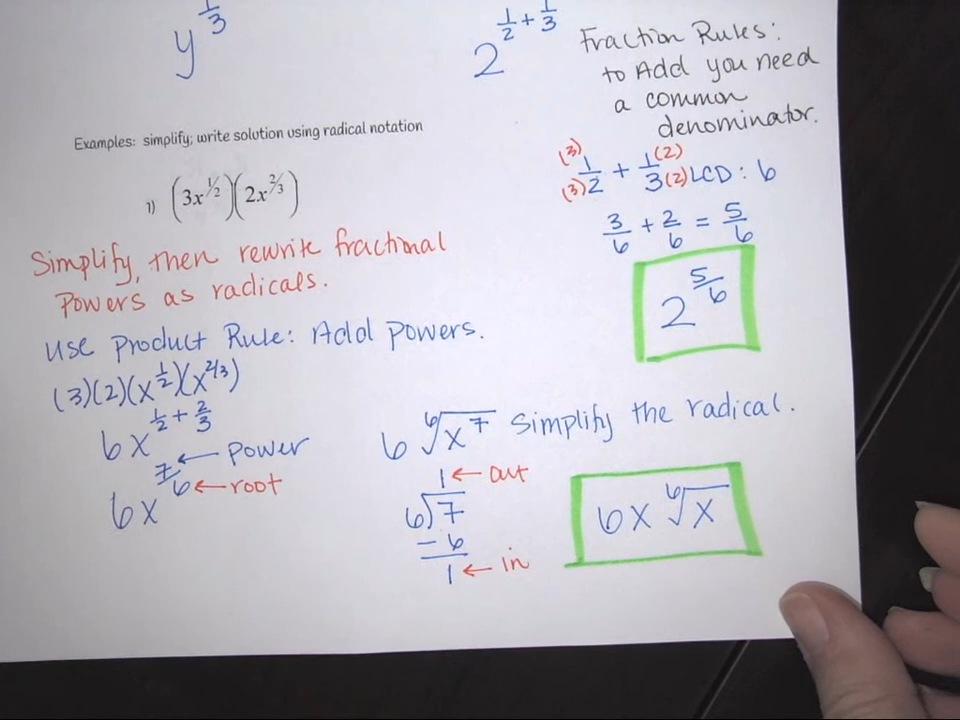 y^{1/3}
2^{1/2 + 1/3}
Fraction Rules:
to Add you need
a common
denominator.
(3)1/(3)2 + 1(2)/3(2) LCD: 6
3/6 + 2/6 = 5/6
2^{5/6}
Examples: simplify; write solution using radical notation
1) (3x^{1/2})(2x^{2/3})
Simplify, then rewrite fractional
Powers as radicals.
Use Product Rule: Add powers.
(3)(2)(x^{1/2})(x^{2/3})
6x^{1/2 + 2/3}
6x^{7/6} ← power
← root
6 ⁶√x^7 Simplify the radical.
1 ← out
6)7
- 6
1 ← in
6x ⁶√x